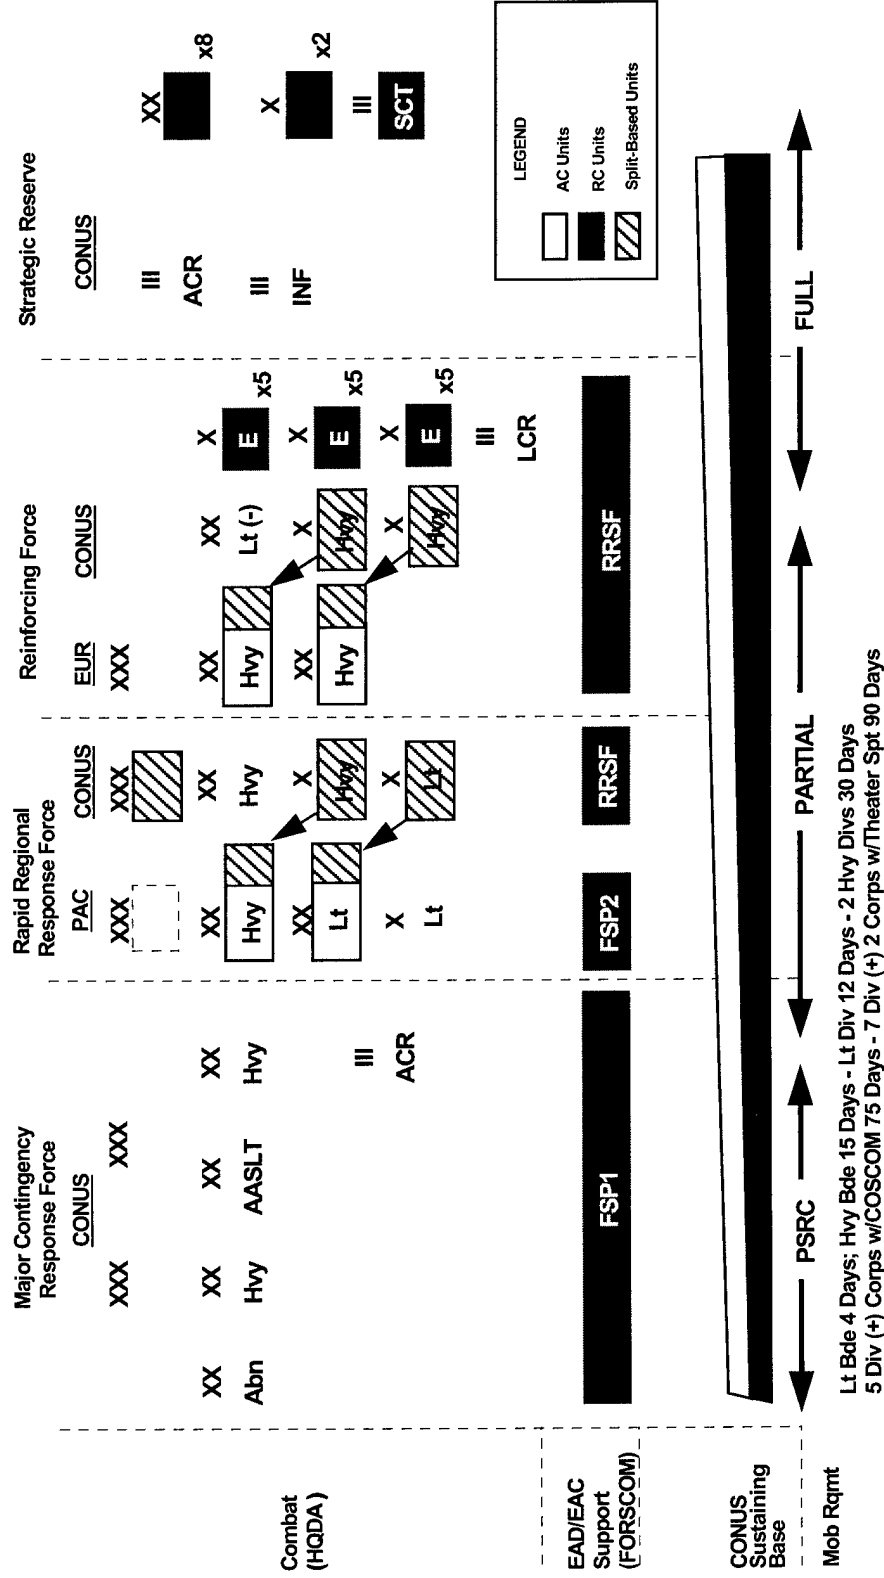 Major Contingency
Response Force
CONUS
XXX
XXX
XX
Abn
XX
Hvy
XX
AASLT
XX
Hvy
III
ACR
Rapid Regional
Response Force
PAC
XXX
XX
Hvy
XX
Lt
X
Lt
CONUS
XXX
XX
Hvy
X
Hvy
X
Lt
Reinforcing Force
EUR
XXX
XX
Hvy
XX
Hvy
CONUS
XX
Lt (-)
X
Hvy
X
Hvy
X
E
x5
X
E
x5
X
E
x5
III
LCR
Strategic Reserve
CONUS
III
ACR
III
INF
XX
x8
X
x2
III
SCT
LEGEND
AC Units
RC Units
Split-Based Units
Combat
(HQDA )
EAD/EAC
Support
(FORSCOM)
FSP1
FSP2
RRSF
RRSF
CONUS
Sustaining
Base
Mob Rqmt
PSRC
PARTIAL
FULL
Lt Bde 4 Days; Hvy Bde 15 Days - Lt Div 12 Days - 2 Hvy Divs 30 Days
5 Div (+) Corps w/COSCOM 75 Days - 7 Div (+) 2 Corps w/Theater Spt 90 Days